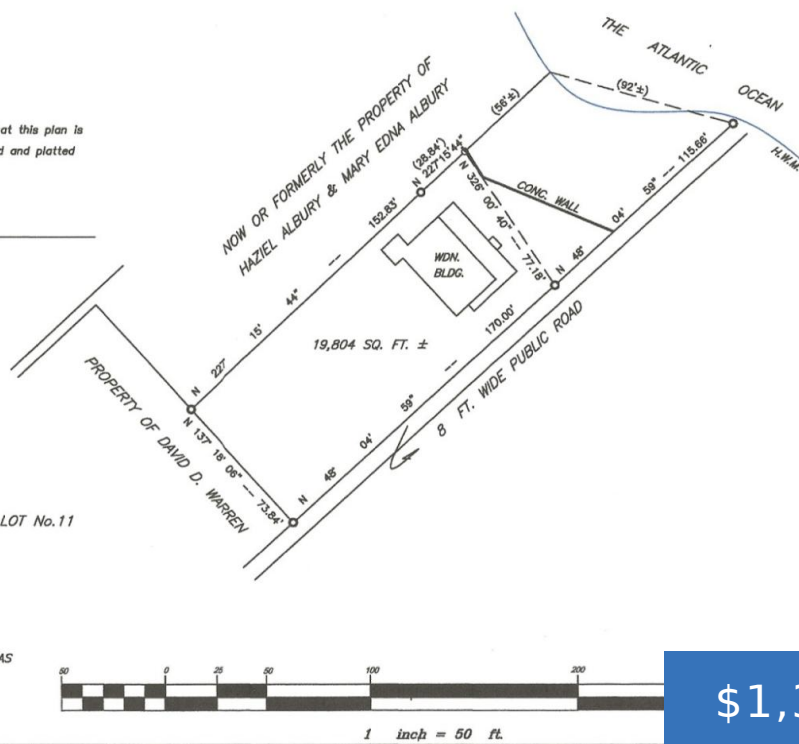 THE ATLANTIC OCEAN
(92'±)
H.W.M.
at this plan is
d and platted
NOW OR FORMERLY THE PROPERTY OF
HAZIEL ALBURY & MARY EDNA ALBURY
(56'±)
(28.84')
N 227°15'44"
N 326° 00' 40" -- 77.18'
CONC. WALL
N 48° 04' 59" -- 115.66'
N 227° 15' 44" -- 152.83'
WDN.
BLDG.
19,804 SQ. FT. ±
N 48° 04' 59" -- 170.00'
8 FT. WIDE PUBLIC ROAD
N 137° 18' 06" -- 73.84'
PROPERTY OF DAVID D. WARREN
LOT No.11
AS
50 0 25 50 100 200
1 inch = 50 ft.
$1,3